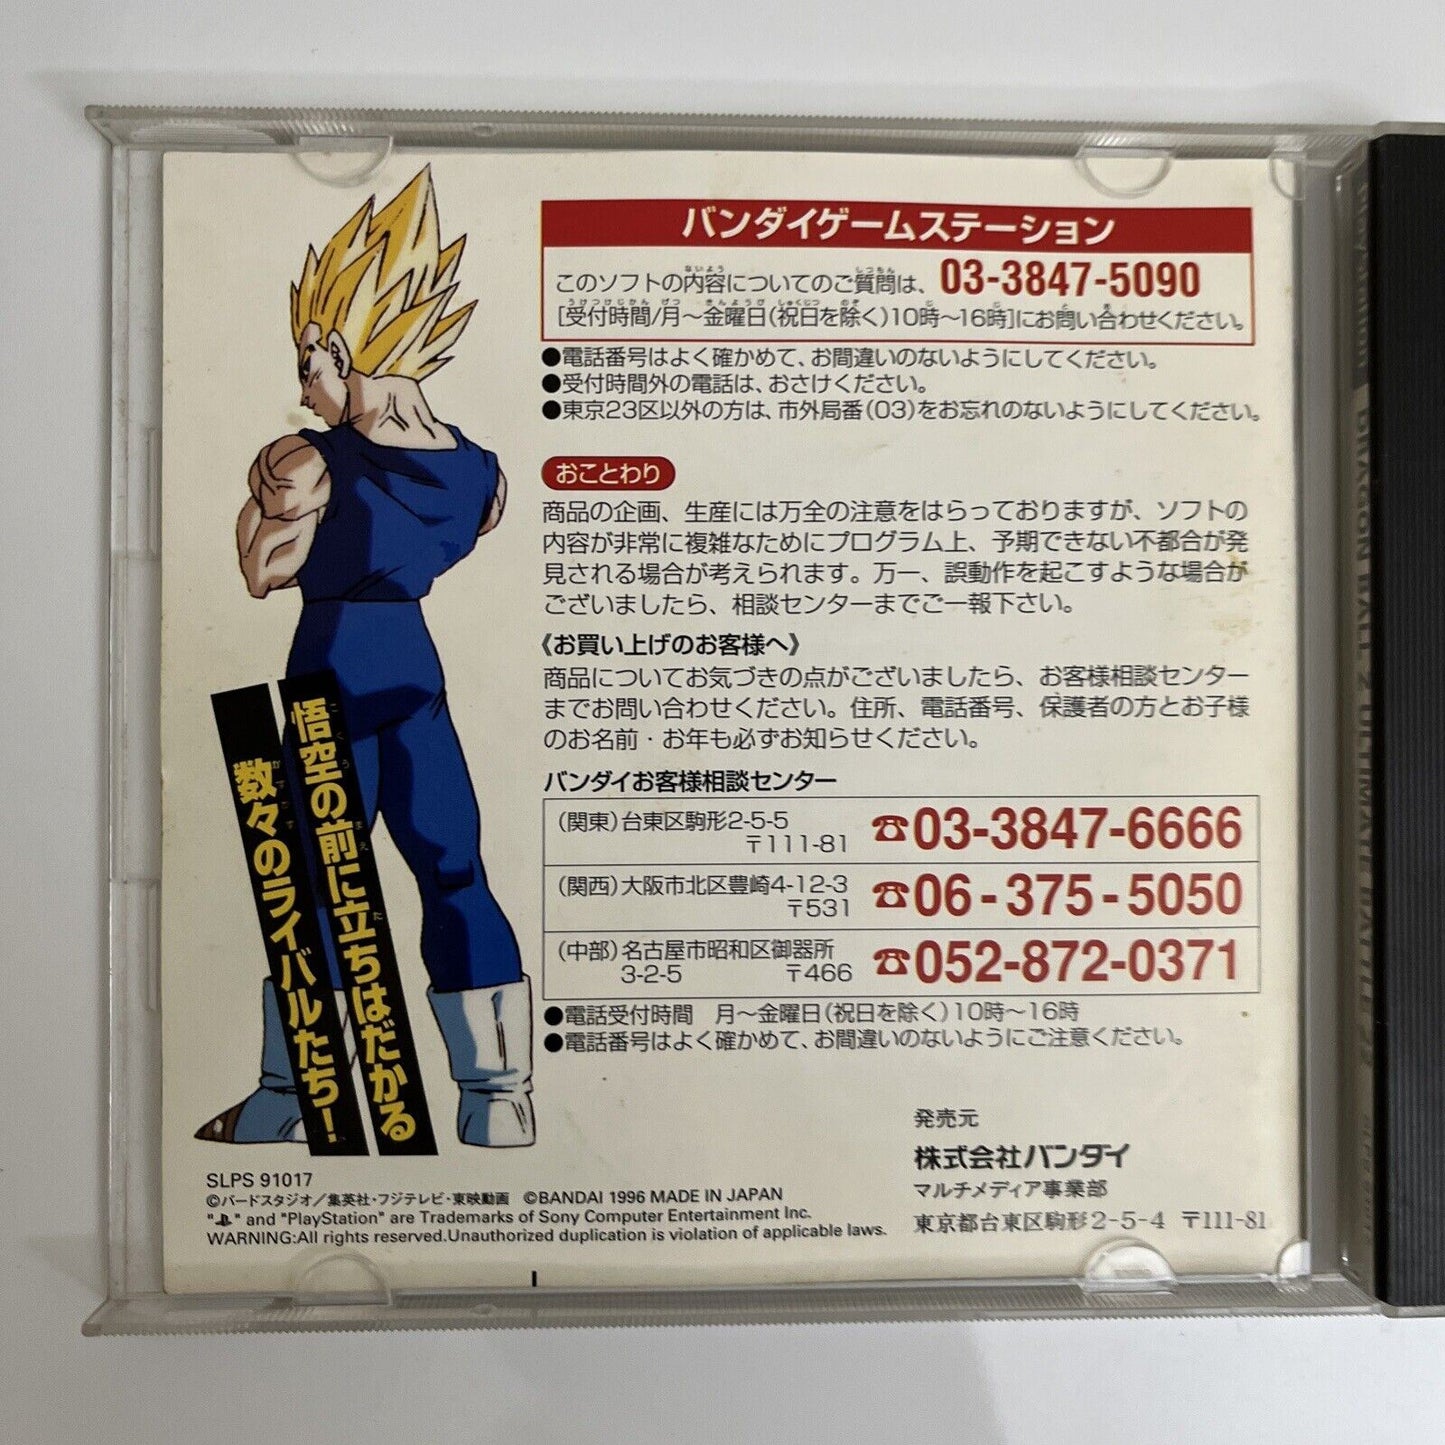 バンダイゲームステーション
このソフトの内容についてのご質問は、 03-3847-5090
[受付時間/月〜金曜日(祝日を除く)10時〜16時]にお問い合わせください。
●電話番号はよく確かめて、お間違いのないようにしてください。
●受付時間外の電話は、おさけください。
●東京23区以外の方は、市外局番(03)をお忘れのないようにしてください。
おことわり
商品の企画、生産には万全の注意をはらっておりますが、ソフトの
内容が非常に複雑なためにプログラム上、予期できない不都合が発
見される場合が考えられます。万一、誤動作を起こすような場合が
ございましたら、相談センターまでご一報下さい。
《お買い上げのお客様へ》
商品についてお気づきの点がございましたら、お客様相談センター
までお問い合わせください。住所、電話番号、保護者の方とお子様
のお名前・お年も必ずお知らせください。
バンダイお客様相談センター
(関東)台東区駒形2-5-5
〒111-81
☎03-3847-6666
(関西)大阪市北区豊崎4-12-3
〒531
☎06-375-5050
(中部)名古屋市昭和区御器所
3-2-5 〒466
☎052-872-0371
●電話受付時間 月〜金曜日(祝日を除く)10時〜16時
●電話番号はよく確かめて、お間違いのないようにご注意ください。
悟空の前に立ちはだかる
数々のライバルたち!
発売元
株式会社バンダイ
マルチメディア事業部
東京都台東区駒形2-5-4 〒111-81
SLPS 91017
©バードスタジオ/集英社・フジテレビ・東映動画 ©BANDAI 1996 MADE IN JAPAN
" " and "PlayStation" are Trademarks of Sony Computer Entertainment Inc.
WARNING:All rights reserved.Unauthorized duplication is violation of applicable laws.
PlayStation DRAGON BALL Z ULTIMATE BATTLE 22